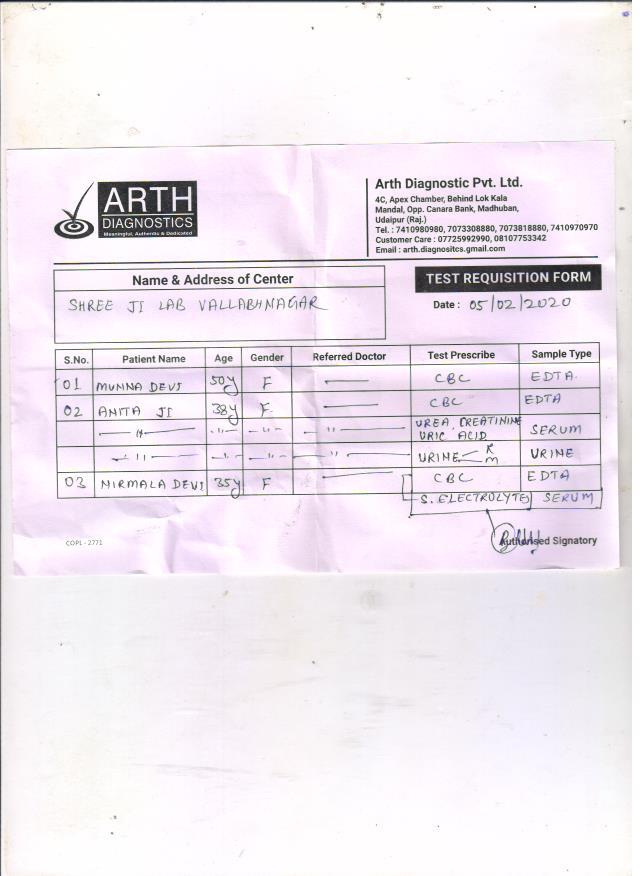 ARTH
DIAGNOSTICS
Meaningful, Authentic & Dedicated
Arth Diagnostic Pvt. Ltd.
4C, Apex Chamber, Behind Lok Kala
Mandal, Opp. Canara Bank, Madhuban,
Udaipur (Raj.)
Tel. : 7410980980, 7073308880, 7073818880, 7410970970
Customer Care : 07725992990, 08107753342
Email : arth.diagnositcs.gmail.com
Name & Address of Center
SHREE JI LAB VALLABHNAGAR
TEST REQUISITION FORM
Date : 05/02/2020
S.No. Patient Name Age Gender Referred Doctor Test Prescribe Sample Type
01 MUNNA DEVI 50y F — CBC EDTA
02 ANITA JI 38y F — CBC EDTA
—"— -"- -"- —"— UREA CREATININE
URIC ACID SERUM
—"— -"- -"- —"— URINE R
M URINE
03 NIRMALA DEVI 35y F — CBC EDTA
S. ELECTROLYTE SERUM
COPL - 2771
Authorised Signatory